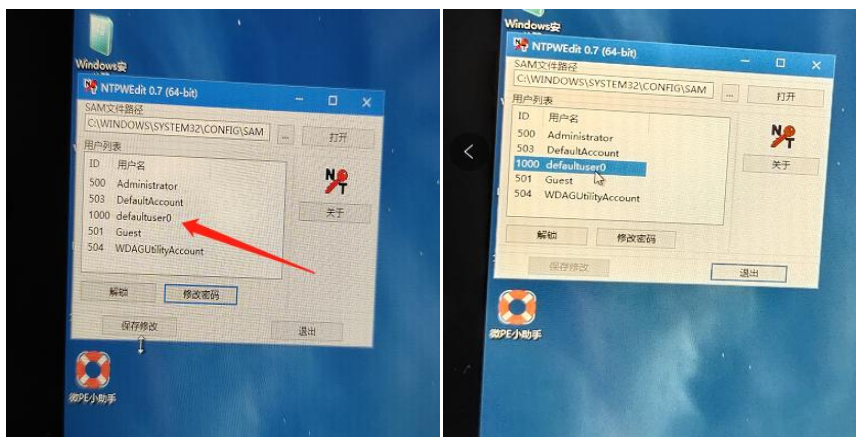 Windows安
NTPWEdit 0.7 (64-bit)
SAM文件路径
C:\WINDOWS\SYSTEM32\CONFIG\SAM
...
打开
用户列表
ID 用户名
500 Administrator
503 DefaultAccount
1000 defaultuser0
501 Guest
504 WDAGUtilityAccount
NT
关于
解锁
修改密码
保存修改
退出
微PE小助手
Windows安
NTPWEdit 0.7 (64-bit)
SAM文件路径
C:\WINDOWS\SYSTEM32\CONFIG\SAM
...
打开
用户列表
ID 用户名
500 Administrator
503 DefaultAccount
1000 defaultuser0
501 Guest
504 WDAGUtilityAccount
NT
关于
解锁
修改密码
保存修改
退出
微PE小助手